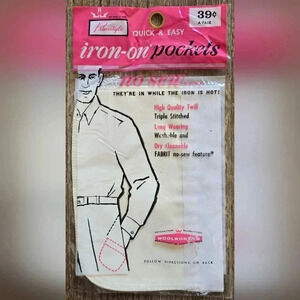 39¢
A PAIR
QUICK & EASY
iron-on pockets
no sew
THEY'RE IN WHILE THE IRON IS HOT!
High Quality Twill
Triple Stitched
Long Wearing
Washable and
Dry Cleanable
FABRIT no-sew feature!
WOOLWORTH
FOLLOW DIRECTIONS ON BACK